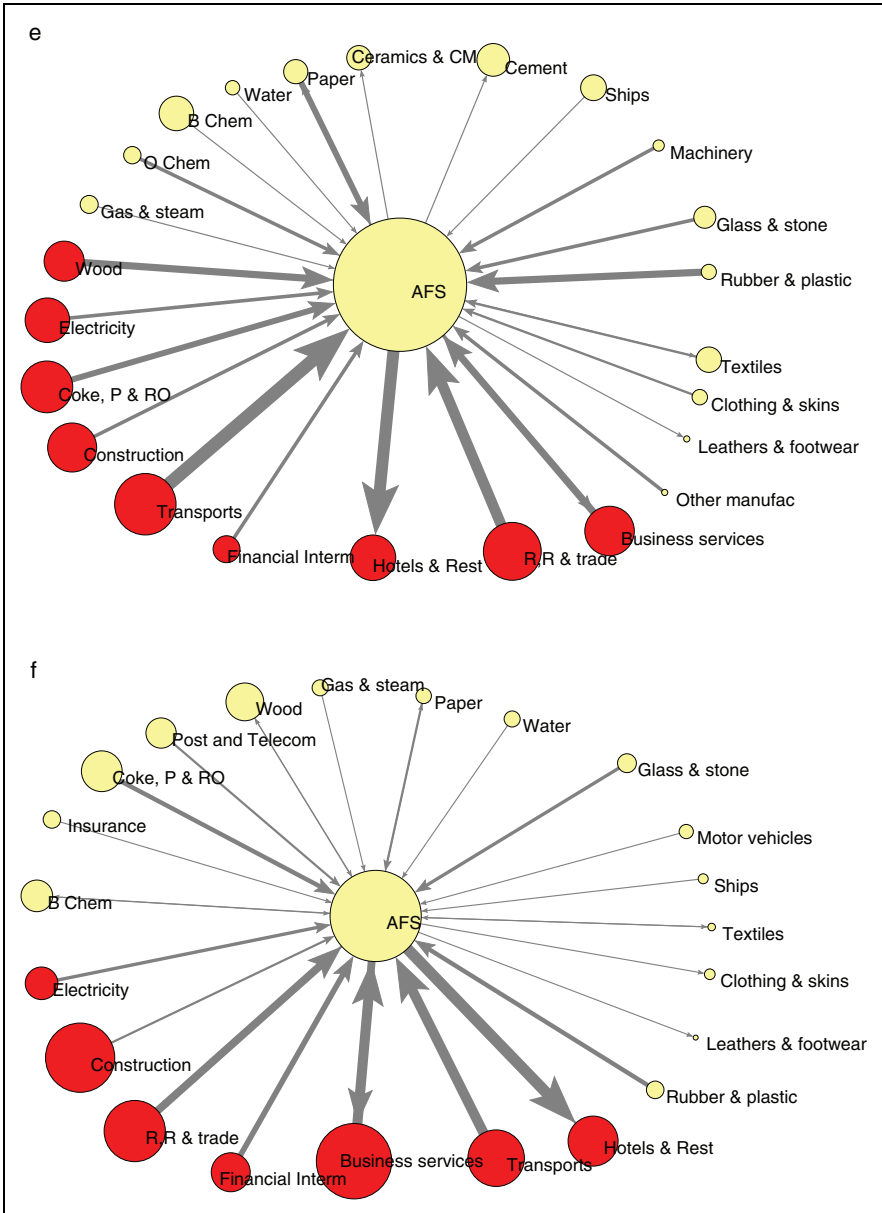 e
Ceramics & CM
Cement
Paper
Ships
Water
B Chem
Machinery
O Chem
Gas & steam
Glass & stone
Wood
Rubber & plastic
AFS
Electricity
Textiles
Coke, P & RO
Clothing & skins
Leathers & footwear
Construction
Other manufac
Transports
Business services
Financial Interm
Hotels & Rest
R,R & trade
f
Gas & steam
Wood
Paper
Water
Post and Telecom
Glass & stone
Coke, P & RO
Insurance
Motor vehicles
Ships
B Chem
AFS
Textiles
Clothing & skins
Electricity
Leathers & footwear
Construction
Rubber & plastic
R,R & trade
Hotels & Rest
Business services
Transports
Financial Interm